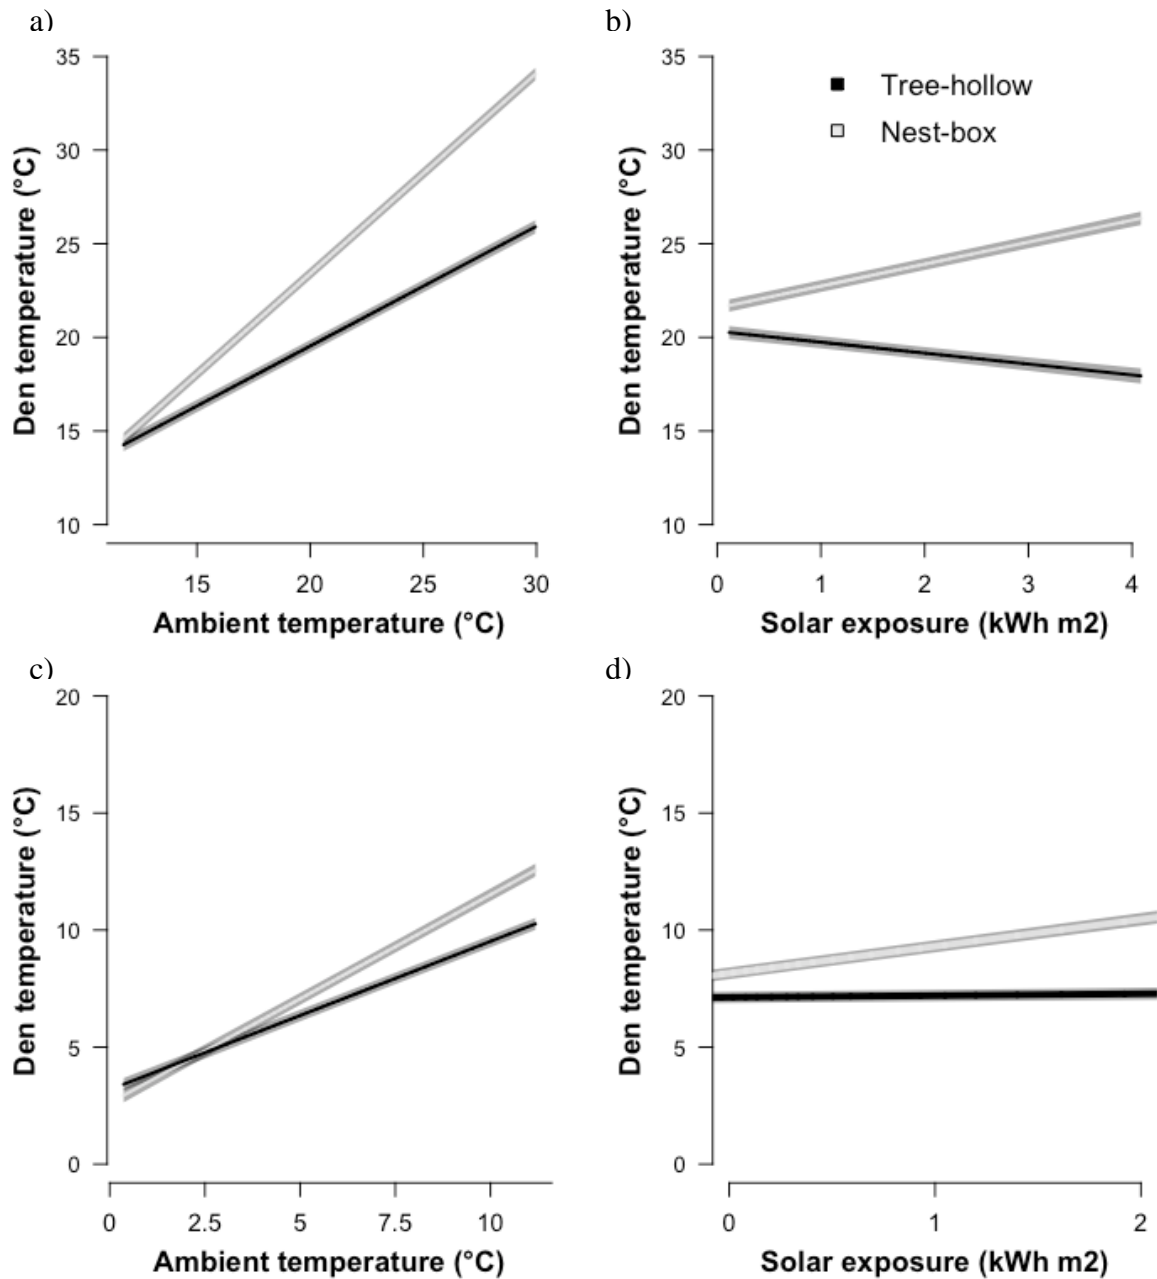 a)
35
30
25
20
15
10
Den temperature (°C)
15 20 25 30
Ambient temperature (°C)
b)
35
30
25
20
15
10
Den temperature (°C)
Tree-hollow
Nest-box
0 1 2 3 4
Solar exposure (kWh m2)
c)
20
15
10
5
0
Den temperature (°C)
0 2.5 5 7.5 10
Ambient temperature (°C)
d)
20
15
10
5
0
Den temperature (°C)
0 1 2
Solar exposure (kWh m2)